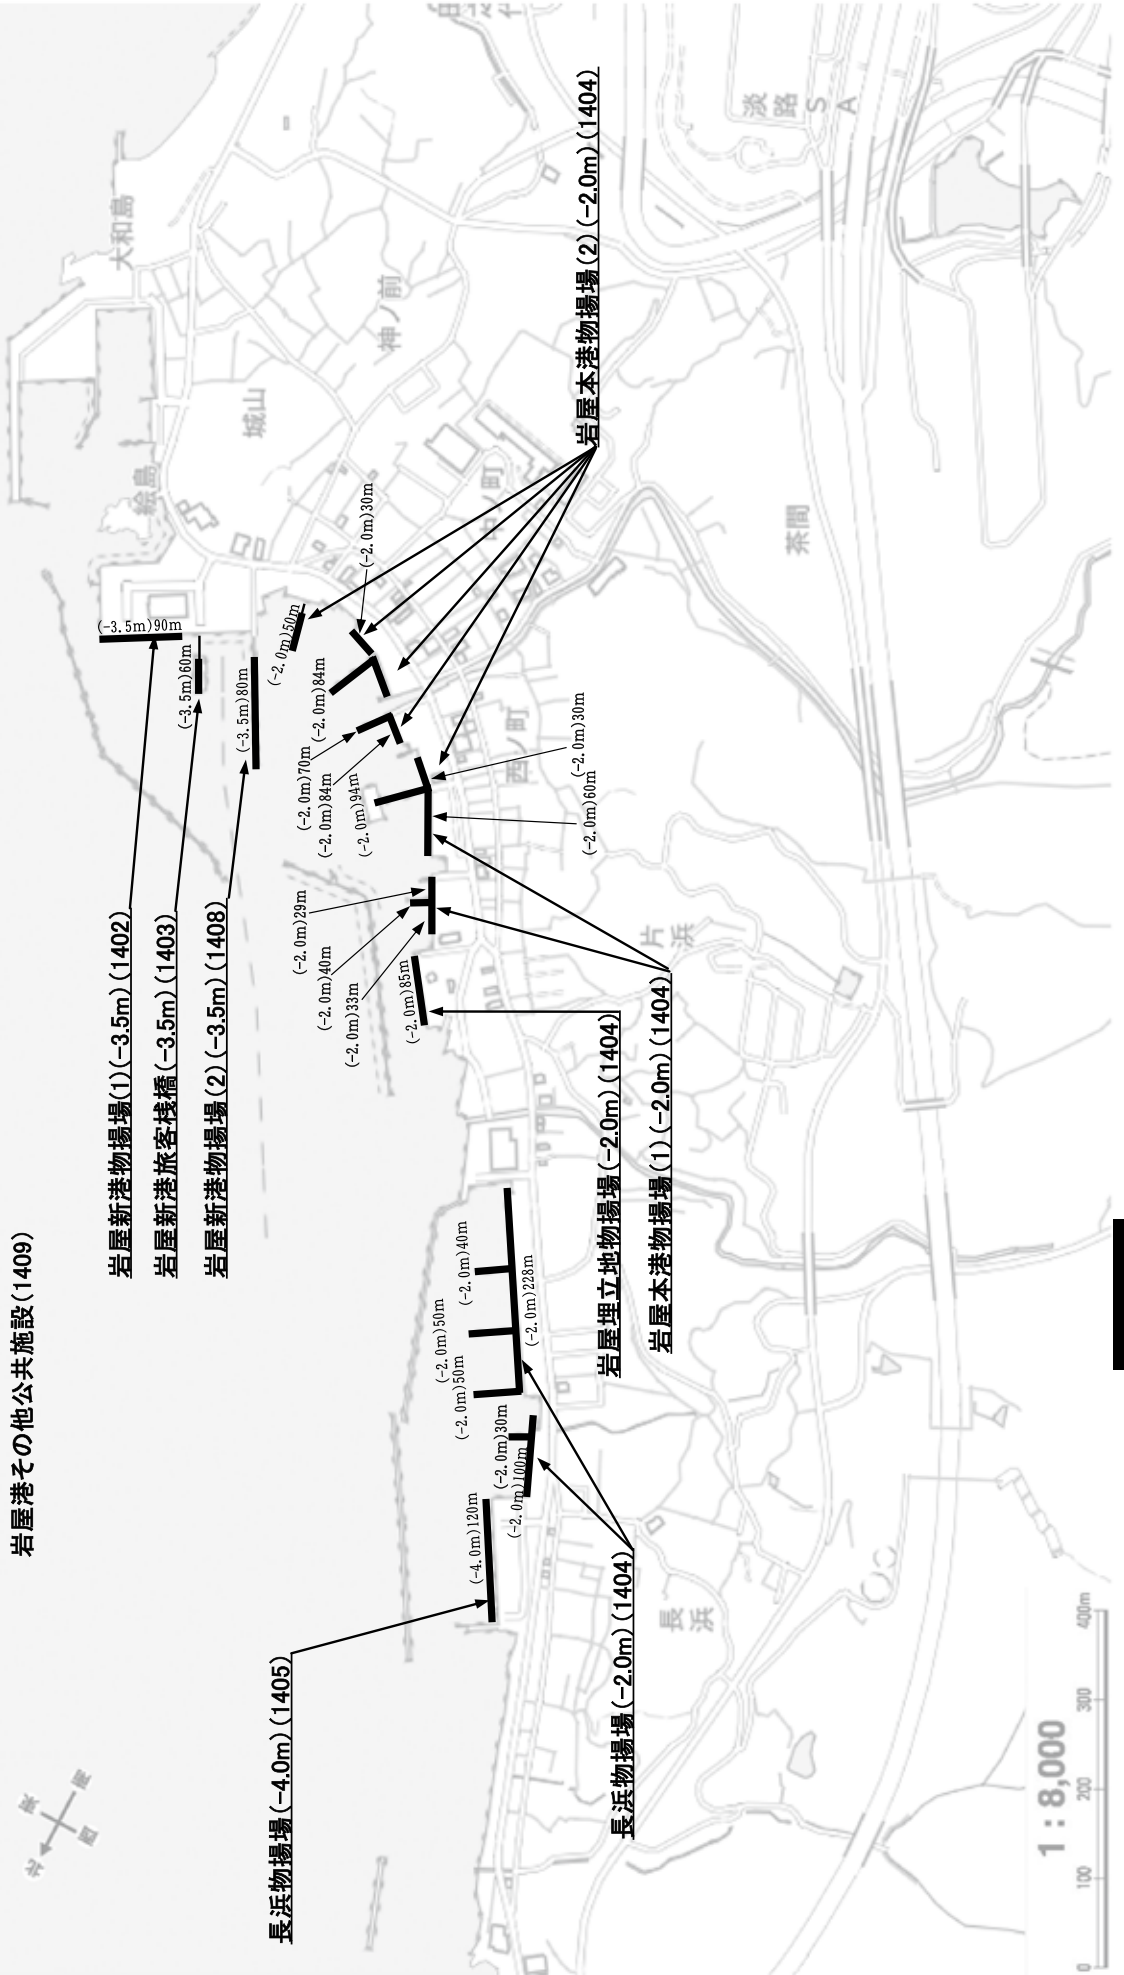 岩屋港その他公共施設(1409)
岩屋新港物揚場(1)(-3.5m)(1402)
岩屋新港旅客桟橋(-3.5m)(1403)
岩屋新港物揚場(2)(-3.5m)(1408)
長浜物揚場(-4.0m)(1405)
長浜物揚場(-2.0m)(1404)
岩屋埋立地物揚場(-2.0m)(1404)
岩屋本港物揚場(1)(-2.0m)(1404)
岩屋本港物揚場(2)(-2.0m)(1404)
(-3.5m)90m
(-3.5m)60m
(-3.5m)80m
(-2.0m)50m
(-2.0m)30m
(-2.0m)84m
(-2.0m)70m
(-2.0m)84m
(-2.0m)94m
(-2.0m)30m
(-2.0m)60m
(-2.0m)29m
(-2.0m)40m
(-2.0m)33m
(-2.0m)85m
(-2.0m)40m
(-2.0m)228m
(-2.0m)50m
(-2.0m)50m
(-2.0m)30m
(-2.0m)100m
(-4.0m)120m
大和島
絵島
城山
神ノ前
中ノ町
西ノ町
片浜
茶間
長浜
淡路SA
北
東
南
西
1:8,000
0 100 200 300 400m